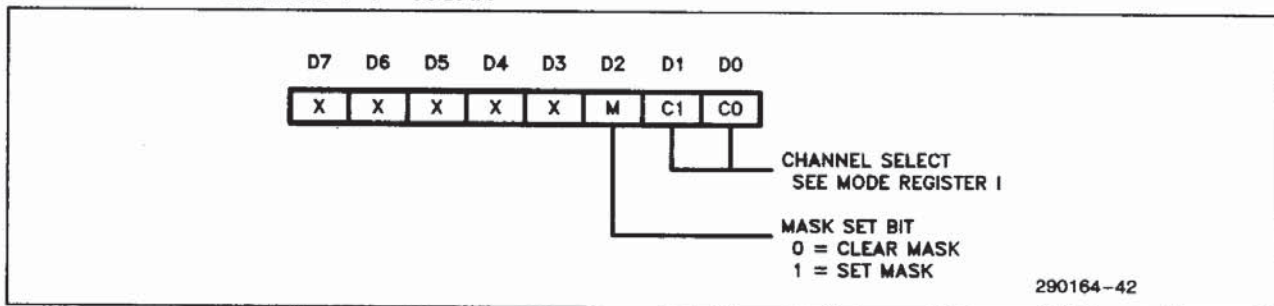 D7 D6 D5 D4 D3 D2 D1 D0
X X X X X M C1 C0
CHANNEL SELECT
SEE MODE REGISTER I
MASK SET BIT
0 = CLEAR MASK
1 = SET MASK
290164-42